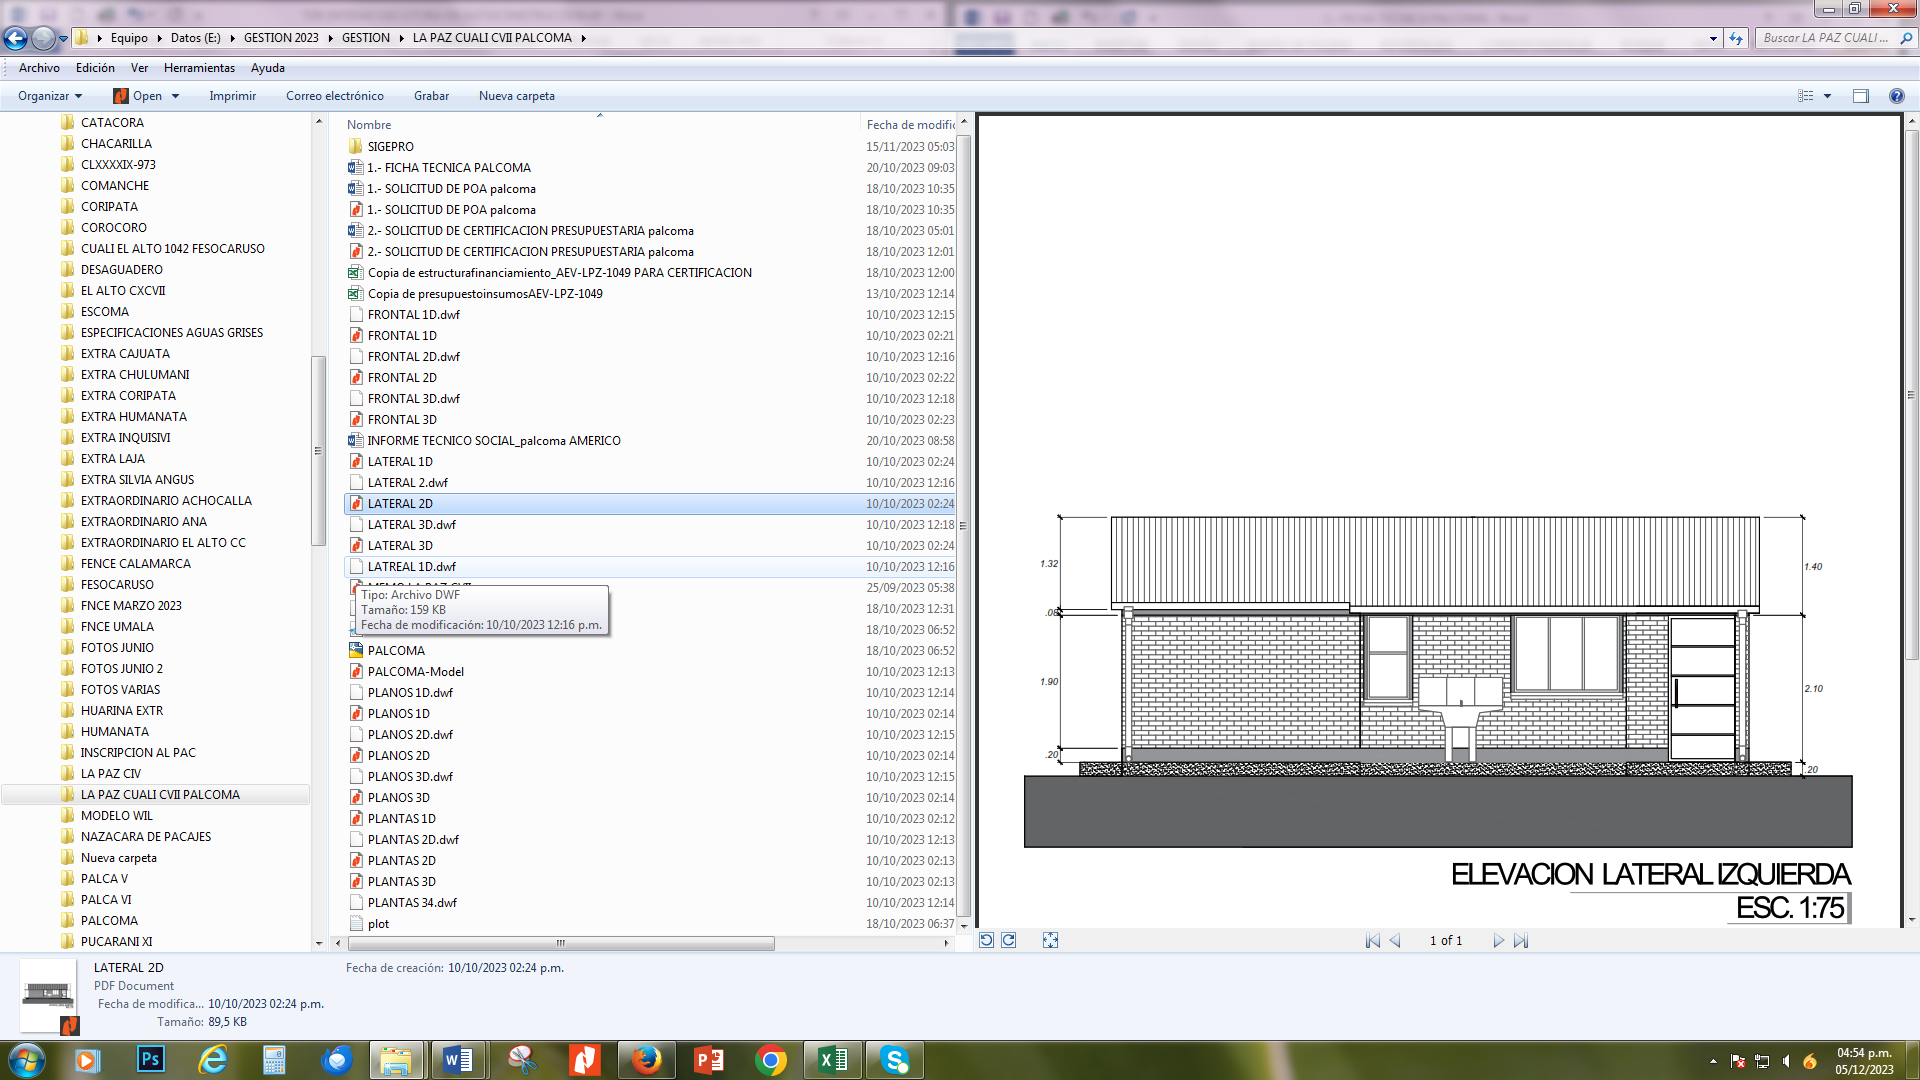 Equipo
Datos (E:)
GESTION 2023
GESTION
LA PAZ CUALI CVII PALCOMA
Buscar LA PAZ CUALI ...
Archivo Edición Ver Herramientas Ayuda
Organizar Open Imprimir Correo electrónico Grabar Nueva carpeta
CATACORA
CHACARILLA
CLXXXXIX-973
COMANCHE
CORIPATA
COROCORO
CUALI EL ALTO 1042 FESOCARUSO
DESAGUADERO
EL ALTO CXCVII
ESCOMA
ESPECIFICACIONES AGUAS GRISES
EXTRA CAJUATA
EXTRA CHULUMANI
EXTRA CORIPATA
EXTRA HUMANATA
EXTRA INQUISIVI
EXTRA LAJA
EXTRA SILVIA ANGUS
EXTRAORDINARIO ACHOCALLA
EXTRAORDINARIO ANA
EXTRAORDINARIO EL ALTO CC
FENCE CALAMARCA
FESOCARUSO
FNCE MARZO 2023
FNCE UMALA
FOTOS JUNIO
FOTOS JUNIO 2
FOTOS VARIAS
HUARINA EXTR
HUMANATA
INSCRIPCION AL PAC
LA PAZ CIV
LA PAZ CUALI CVII PALCOMA
MODELO WIL
NAZACARA DE PACAJES
Nueva carpeta
PALCA V
PALCA VI
PALCOMA
PUCARANI XI
Nombre Fecha de modific
SIGEPRO 15/11/2023 05:03
1.- FICHA TECNICA PALCOMA 20/10/2023 09:03
1.- SOLICITUD DE POA palcoma 18/10/2023 10:35
1.- SOLICITUD DE POA palcoma 18/10/2023 10:35
2.- SOLICITUD DE CERTIFICACION PRESUPUESTARIA palcoma 18/10/2023 05:01
2.- SOLICITUD DE CERTIFICACION PRESUPUESTARIA palcoma 18/10/2023 12:01
Copia de estructurafinanciamiento_AEV-LPZ-1049 PARA CERTIFICACION 18/10/2023 12:00
Copia de presupuestoinsumosAEV-LPZ-1049 13/10/2023 12:14
FRONTAL 1D.dwf 10/10/2023 12:15
FRONTAL 1D 10/10/2023 02:21
FRONTAL 2D.dwf 10/10/2023 12:16
FRONTAL 2D 10/10/2023 02:22
FRONTAL 3D.dwf 10/10/2023 12:18
FRONTAL 3D 10/10/2023 02:23
INFORME TECNICO SOCIAL_palcoma AMERICO 20/10/2023 08:58
LATERAL 1D 10/10/2023 02:24
LATERAL 2.dwf 10/10/2023 12:16
LATERAL 2D 10/10/2023 02:24
LATERAL 3D.dwf 10/10/2023 12:18
LATERAL 3D 10/10/2023 02:24
LATREAL 1D.dwf 10/10/2023 12:16
25/09/2023 05:38
Tipo: Archivo DWF
Tamaño: 159 KB
Fecha de modificación: 10/10/2023 12:16 p.m.
18/10/2023 12:31
18/10/2023 06:52
PALCOMA 18/10/2023 06:52
PALCOMA-Model 10/10/2023 12:13
PLANOS 1D.dwf 10/10/2023 12:14
PLANOS 1D 10/10/2023 02:14
PLANOS 2D.dwf 10/10/2023 12:15
PLANOS 2D 10/10/2023 02:14
PLANOS 3D.dwf 10/10/2023 12:15
PLANOS 3D 10/10/2023 02:14
PLANTAS 1D 10/10/2023 02:12
PLANTAS 2D.dwf 10/10/2023 12:13
PLANTAS 2D 10/10/2023 02:13
PLANTAS 3D 10/10/2023 02:13
PLANTAS 34.dwf 10/10/2023 12:14
plot 18/10/2023 06:37
1.32
.08
1.90
.20
1.40
2.10
.20
ELEVACION LATERAL IZQUIERDA
ESC. 1:75
1 of 1
LATERAL 2D
PDF Document
Fecha de modifica... 10/10/2023 02:24 p.m.
Tamaño: 89,5 KB
Fecha de creación: 10/10/2023 02:24 p.m.
Ps
04:54 p.m.
05/12/2023